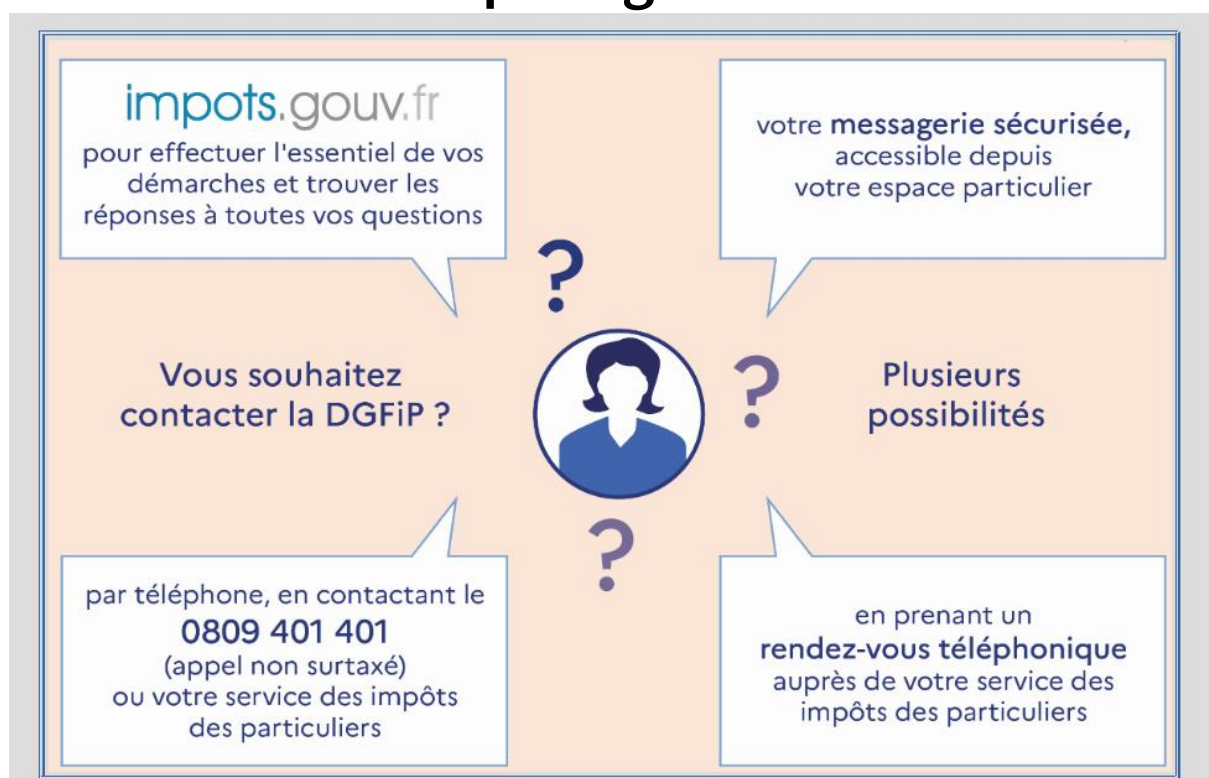 impots.gouv.fr
pour effectuer l'essentiel de vos
démarches et trouver les
réponses à toutes vos questions
votre messagerie sécurisée,
accessible depuis
votre espace particulier
?
Vous souhaitez
contacter la DGFiP ?
?
Plusieurs
possibilités
?
par téléphone, en contactant le
0809 401 401
(appel non surtaxé)
ou votre service des impôts
des particuliers
en prenant un
rendez-vous téléphonique
auprès de votre service des
impôts des particuliers